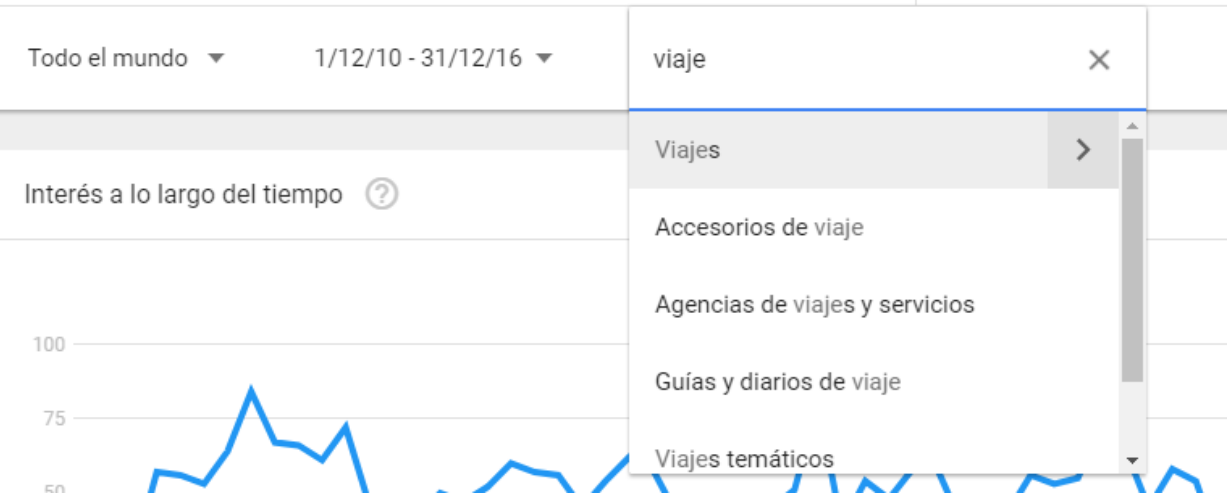 Todo el mundo
1/12/10 - 31/12/16
viaje
Viajes
Accesorios de viaje
Agencias de viajes y servicios
Guías y diarios de viaje
Viajes temáticos
Interés a lo largo del tiempo
100
75
50